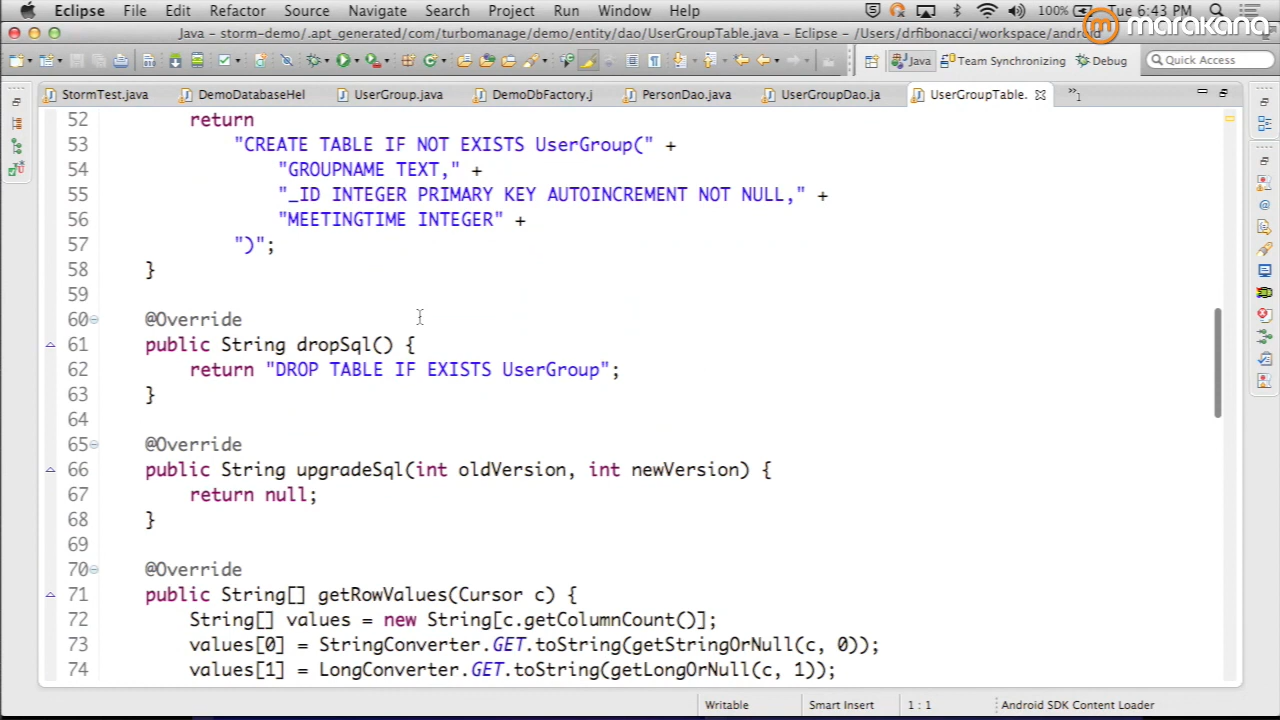 Eclipse File Edit Refactor Source Navigate Search Project Run Window Help 100% Tue 6:43 PM
marakana
Java - storm-demo/.apt_generated/com/turbomanage/demo/entity/dao/UserGroupTable.java - Eclipse - /Users/drfibonacci/workspace/android
Java Team Synchronizing Debug Quick Access
StormTest.java DemoDatabaseHel UserGroup.java DemoDbFactory.j PersonDao.java UserGroupDao.ja UserGroupTable. »1
52 return
53 "CREATE TABLE IF NOT EXISTS UserGroup(" +
54 "GROUPNAME TEXT," +
55 "_ID INTEGER PRIMARY KEY AUTOINCREMENT NOT NULL," +
56 "MEETINGTIME INTEGER" +
57 ")";
58 }
59
60 @Override
61 public String dropSql() {
62 return "DROP TABLE IF EXISTS UserGroup";
63 }
64
65 @Override
66 public String upgradeSql(int oldVersion, int newVersion) {
67 return null;
68 }
69
70 @Override
71 public String[] getRowValues(Cursor c) {
72 String[] values = new String[c.getColumnCount()];
73 values[0] = StringConverter.GET.toString(getStringOrNull(c, 0));
74 values[1] = LongConverter.GET.toString(getLongOrNull(c, 1));
Writable Smart Insert 1 : 1 Android SDK Content Loader